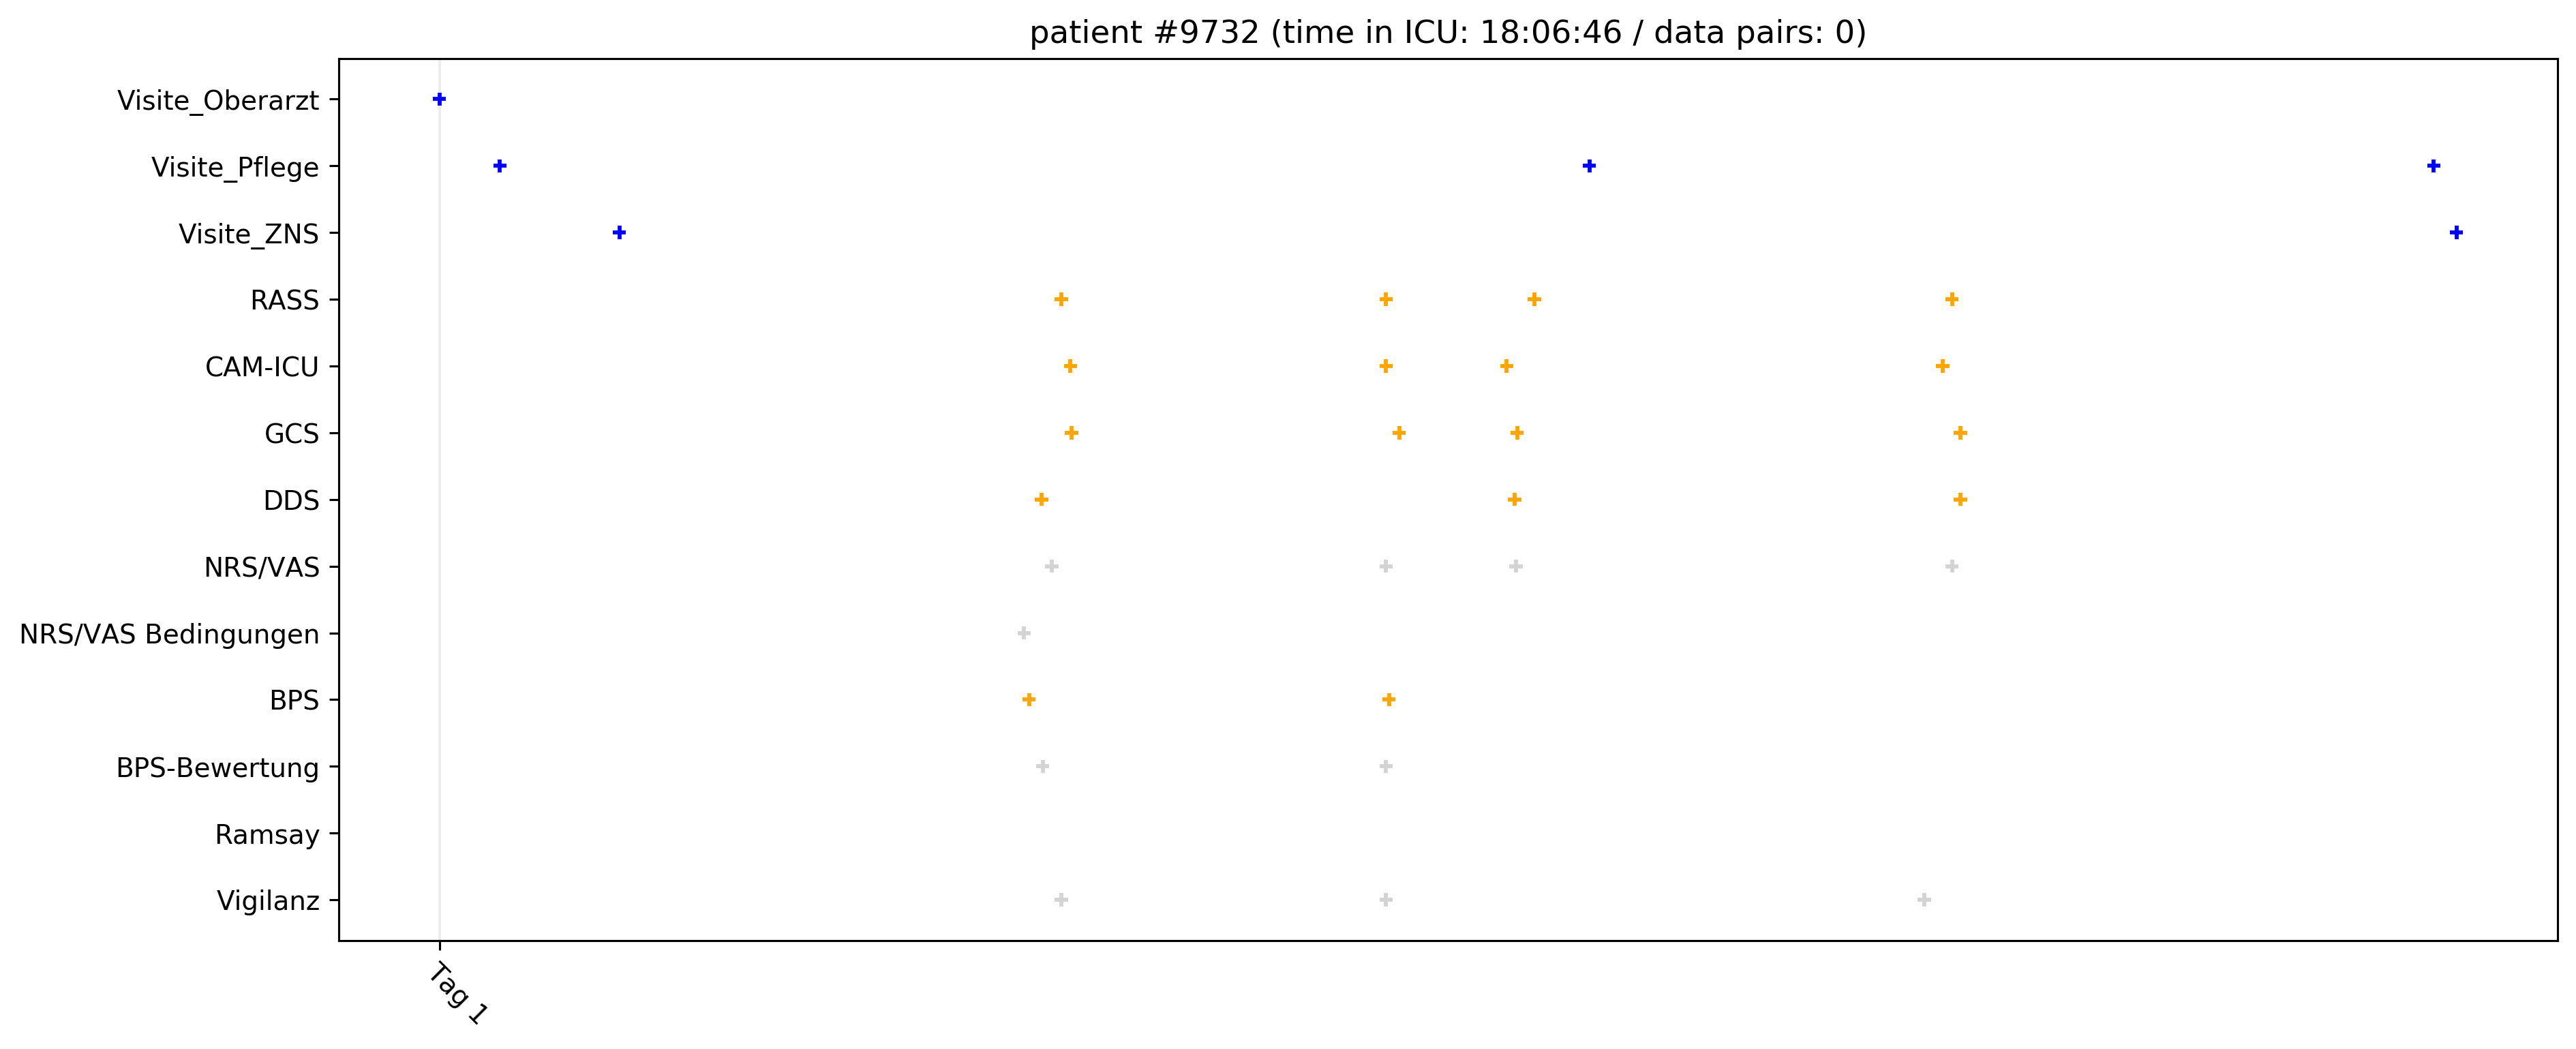 patient #9732 (time in ICU: 18:06:46 / data pairs: 0)
Visite_Oberarzt
Visite_Pflege
Visite_ZNS
RASS
CAM-ICU
GCS
DDS
NRS/VAS
NRS/VAS Bedingungen
BPS
BPS-Bewertung
Ramsay
Vigilanz
Tag 1